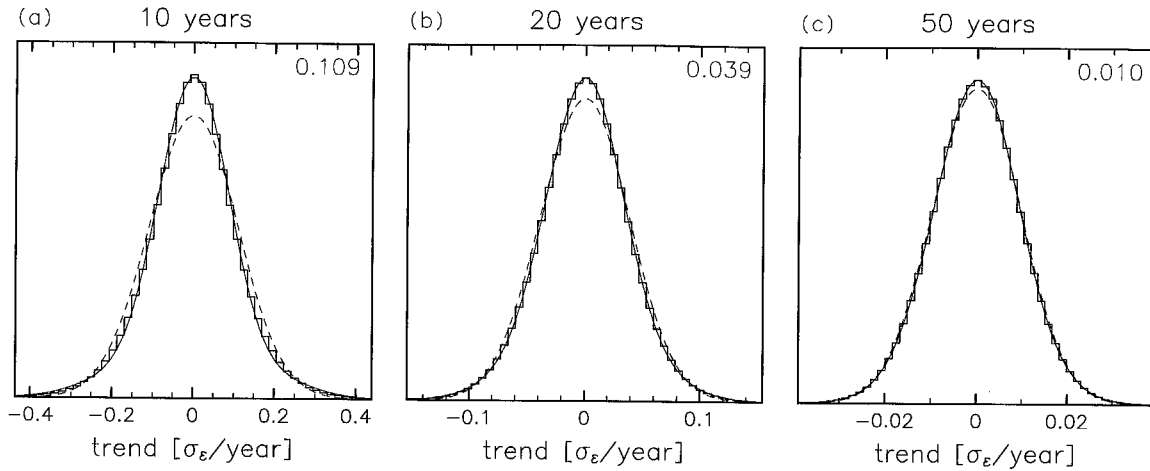 (a) 10 years
0.109
−0.4 −0.2 0 0.2 0.4
trend [σε/year]
(b) 20 years
0.039
−0.1 0 0.1
trend [σε/year]
(c) 50 years
0.010
−0.02 0 0.02
trend [σε/year]